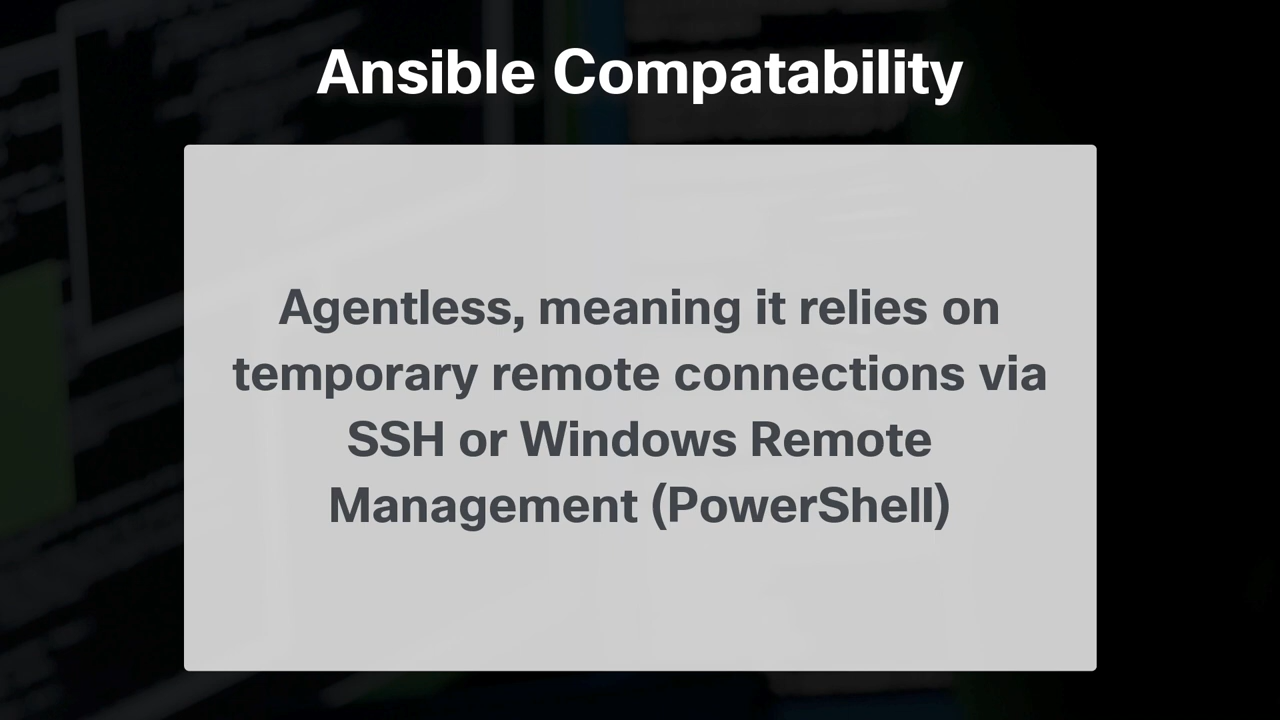 Ansible Compatability
Agentless, meaning it relies on
temporary remote connections via
SSH or Windows Remote
Management (PowerShell)